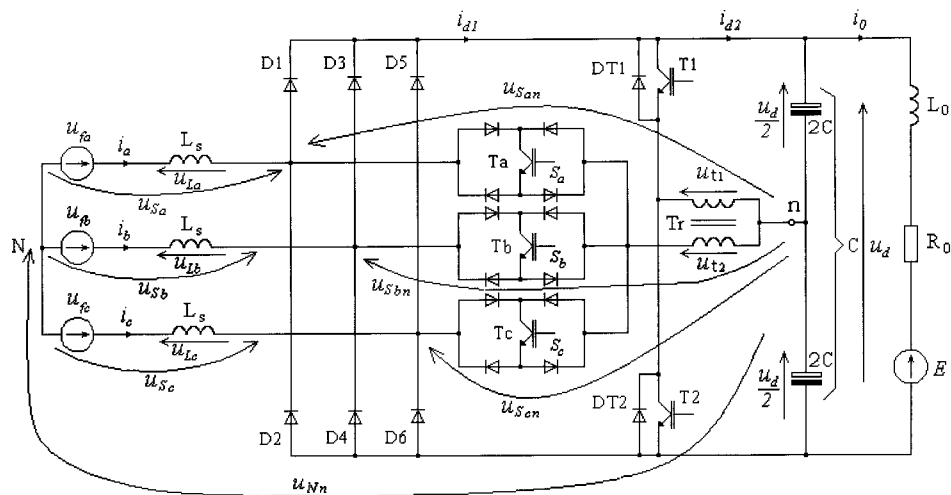 i_d1 i_d2 i_0
D1 D3 D5 u_San DT1 T1
u_d/2 2C L_0
u_fa i_a L_s
u_La u_Sa
Ta S_a
u_t1 n
N u_fb i_b L_s
Tr
Tb S_b
C u_d R_0
u_Lb u_Sb u_Sbn u_t2
u_fc i_c L_s
Tc S_c
u_Lc u_Sc
u_Scn
u_d/2 2C E
D2 D4 D6 DT2 T2
u_Nn